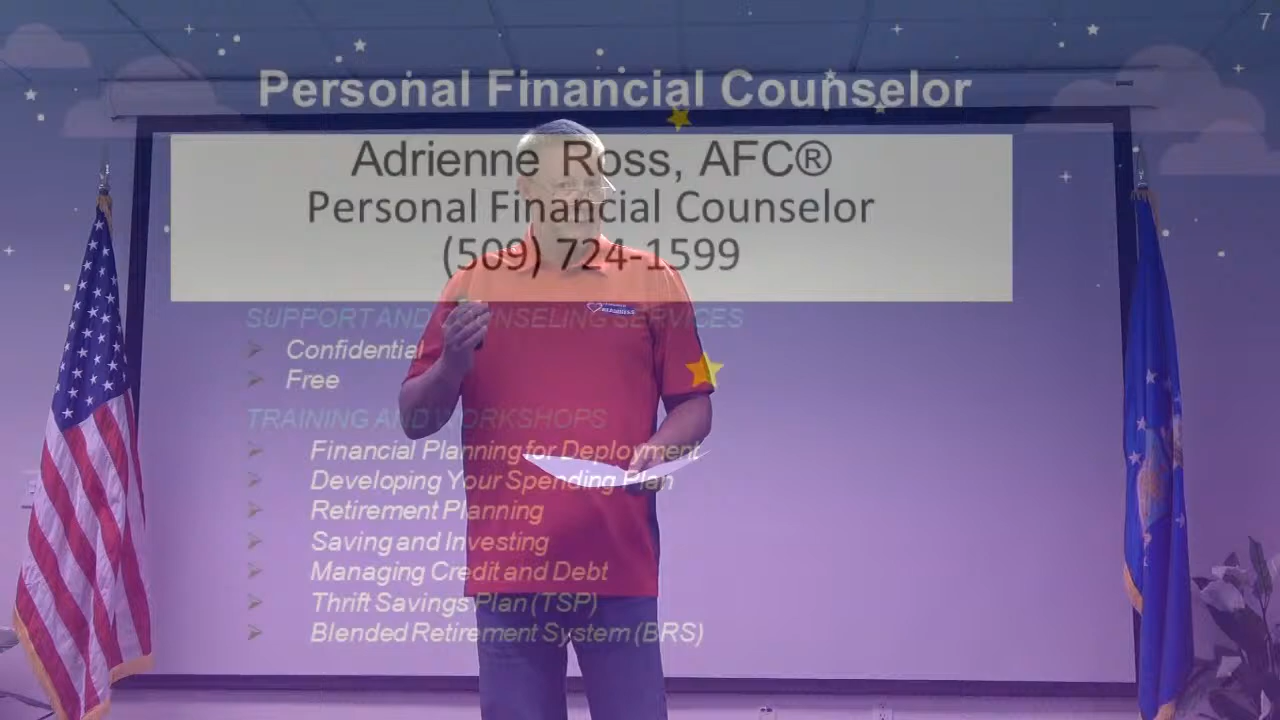 7
Personal Financial Counselor
Adrienne Ross, AFC®
Personal Financial Counselor
(509) 724-1599
SUPPORT AND COUNSELING SERVICES
➢ Confidential
➢ Free
TRAINING AND WORKSHOPS
➢ Financial Planning for Deployment
➢ Developing Your Spending Plan
➢ Retirement Planning
➢ Saving and Investing
➢ Managing Credit and Debt
➢ Thrift Savings Plan (TSP)
➢ Blended Retirement System (BRS)
READINESS